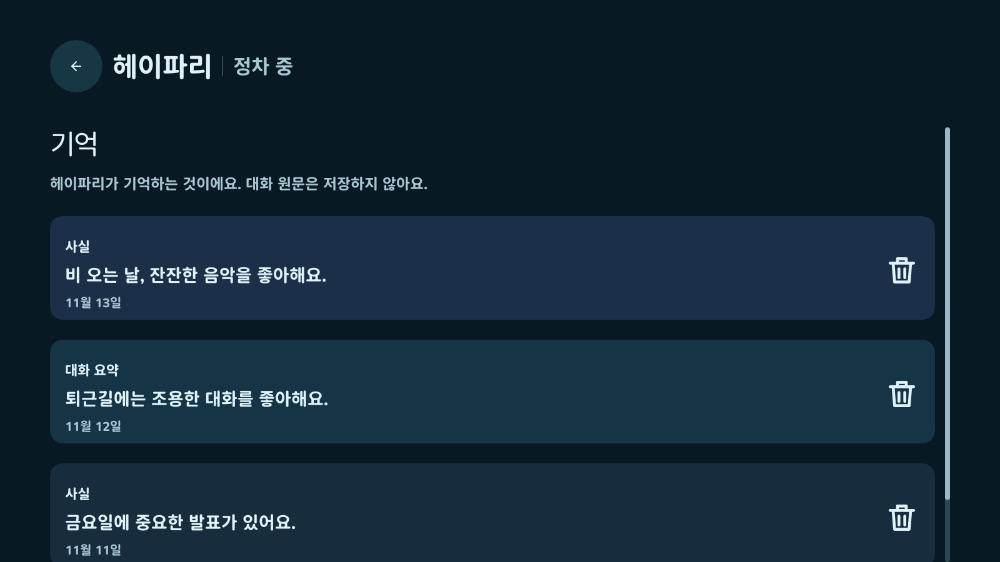 헤이파리 | 정차 중
기억
헤이파리가 기억하는 것이에요. 대화 원문은 저장하지 않아요.
사실
비 오는 날, 잔잔한 음악을 좋아해요.
11월 13일
대화 요약
퇴근길에는 조용한 대화를 좋아해요.
11월 12일
사실
금요일에 중요한 발표가 있어요.
11월 11일